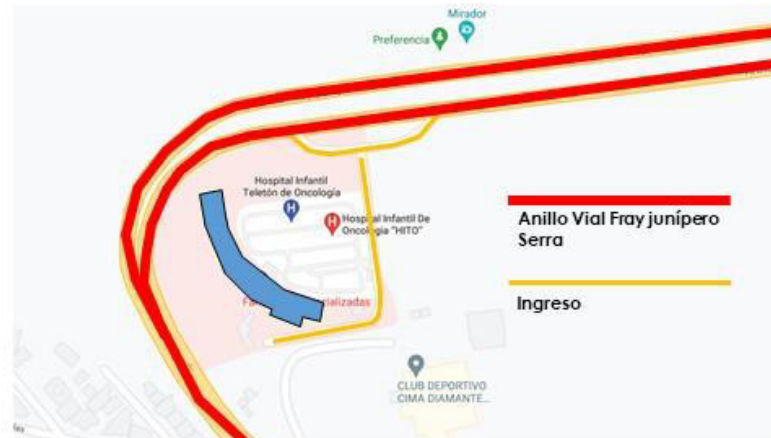 Mirador
Preferencia
Hospital Infantil
Teletón de Oncología
Hospital Infantil De
Oncología "HITO"
Anillo Vial Fray junípero
Serra
Ingreso
CLUB DEPORTIVO
CIMA DIAMANTE...